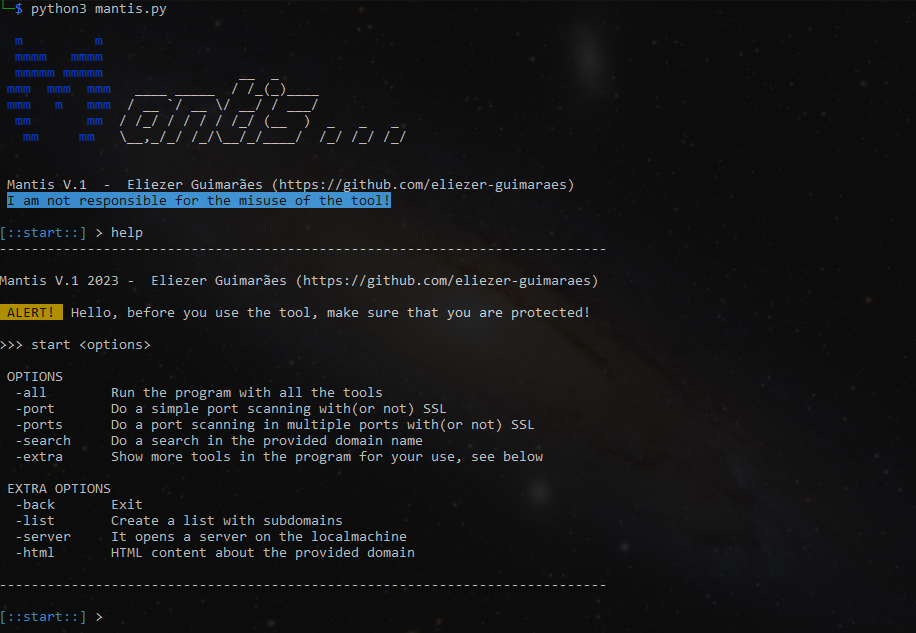 └─$ python3 mantis.py
Mantis...
Mantis V.1  -  Eliezer Guimarães (https://github.com/eliezer-guimaraes)
I am not responsible for the misuse of the tool!
[::start::] > help
----------------------------------------------------------------------------
Mantis V.1 2023 -  Eliezer Guimarães (https://github.com/eliezer-guimaraes)
ALERT! Hello, before you use the tool, make sure that you are protected!
>>> start <options>
OPTIONS
-all Run the program with all the tools
-port Do a simple port scanning with(or not) SSL
-ports Do a port scanning in multiple ports with(or not) SSL
-search Do a search in the provided domain name
-extra Show more tools in the program for your use, see below
EXTRA OPTIONS
-back Exit
-list Create a list with subdomains
-server It opens a server on the localmachine
-html HTML content about the provided domain
----------------------------------------------------------------------------
[::start::] >